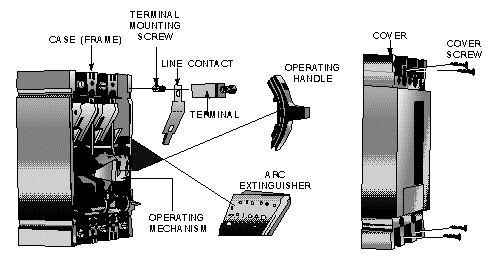 TERMINAL
MOUNTING
SCREW
CASE (FRAME)
LINE CONTACT
TERMINAL
OPERATING
HANDLE
ARC
EXTINGUISHER
OPERATING
MECHANISM
COVER
COVER
SCREW